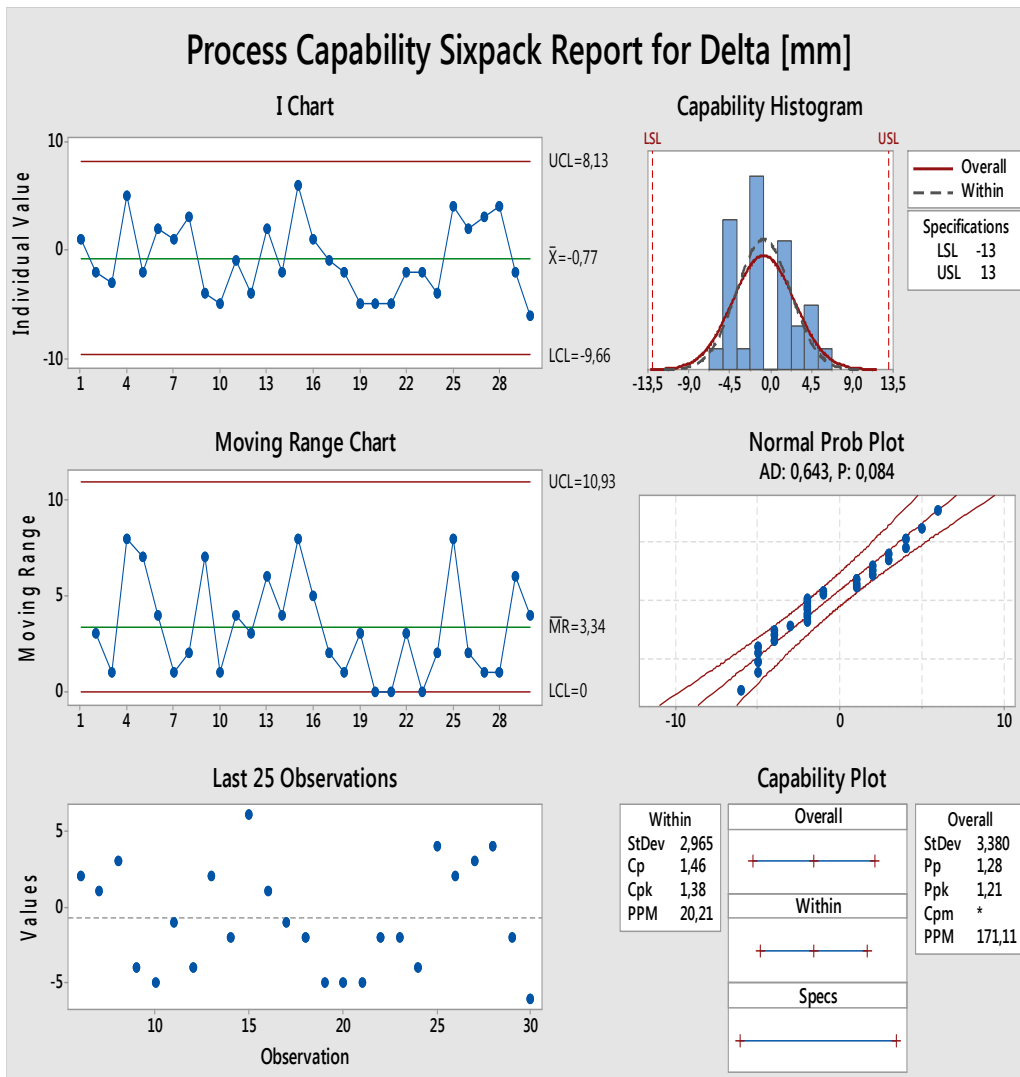 Process Capability Sixpack Report for Delta [mm]
I Chart
Individual Value
10
0
-10
1 4 7 10 13 16 19 22 25 28
UCL=8,13
X̄=-0,77
LCL=-9,66
Capability Histogram
LSL USL
-13,5 -9,0 -4,5 0,0 4,5 9,0 13,5
Overall
Within
Specifications
LSL -13
USL 13
Moving Range Chart
Moving Range
10
5
0
1 4 7 10 13 16 19 22 25 28
UCL=10,93
M̅R̅=3,34
LCL=0
Normal Prob Plot
AD: 0,643, P: 0,084
-10 0 10
Last 25 Observations
Values
5
0
-5
10 15 20 25 30
Observation
Capability Plot
Within
StDev 2,965
Cp 1,46
Cpk 1,38
PPM 20,21
Overall
Within
Specs
Overall
StDev 3,380
Pp 1,28
Ppk 1,21
Cpm *
PPM 171,11